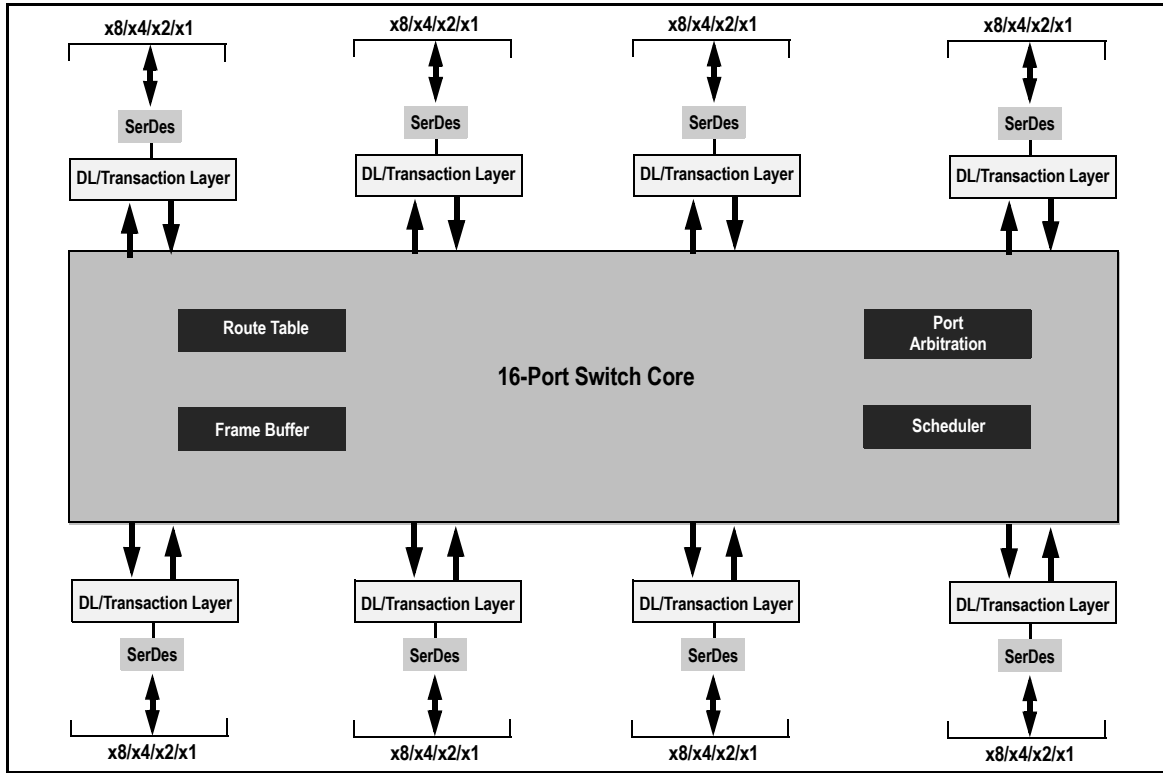 x8/x4/x2/x1
x8/x4/x2/x1
x8/x4/x2/x1
x8/x4/x2/x1
SerDes
SerDes
SerDes
SerDes
DL/Transaction Layer
DL/Transaction Layer
DL/Transaction Layer
DL/Transaction Layer
Route Table
Port
Arbitration
16-Port Switch Core
Frame Buffer
Scheduler
DL/Transaction Layer
DL/Transaction Layer
DL/Transaction Layer
DL/Transaction Layer
SerDes
SerDes
SerDes
SerDes
x8/x4/x2/x1
x8/x4/x2/x1
x8/x4/x2/x1
x8/x4/x2/x1